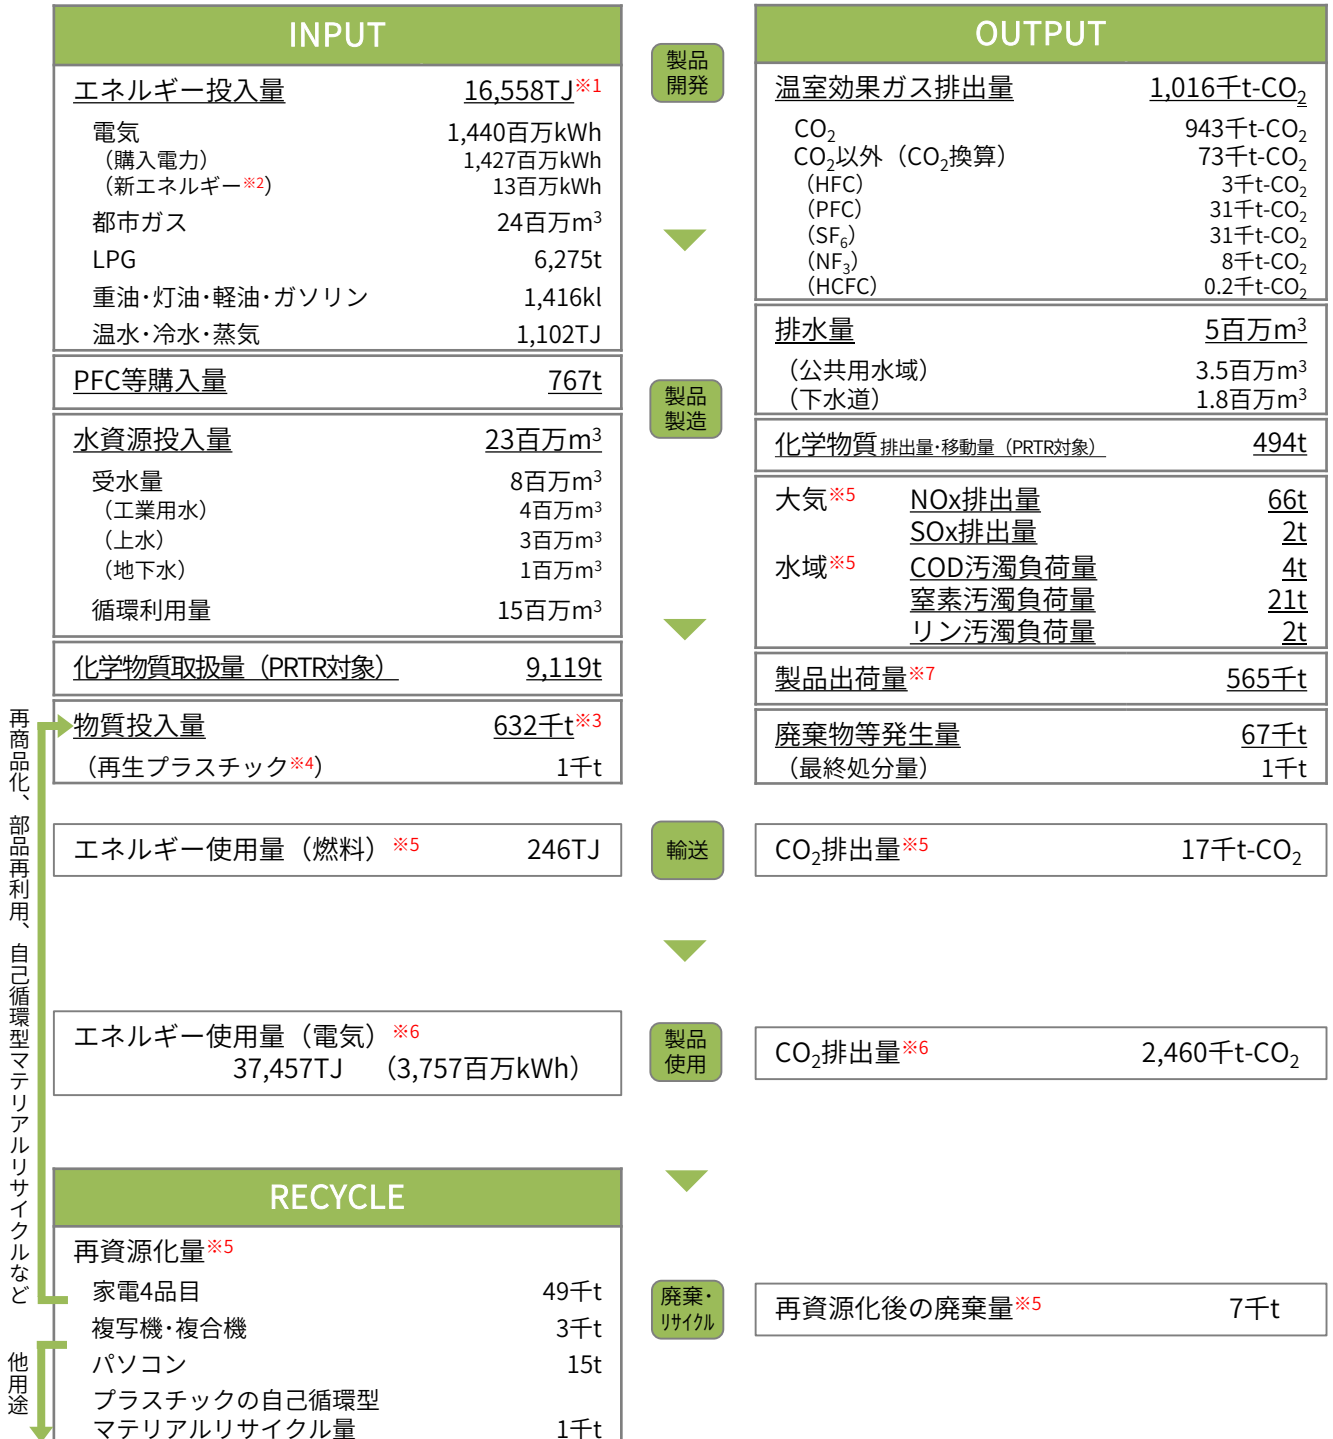 INPUT
エネルギー投入量 16,558TJ※1
電気 1,440百万kWh
（購入電力） 1,427百万kWh
（新エネルギー※2） 13百万kWh
都市ガス 24百万m³
LPG 6,275t
重油･灯油･軽油･ガソリン 1,416kl
温水･冷水･蒸気 1,102TJ
PFC等購入量 767t
水資源投入量 23百万m³
受水量 8百万m³
（工業用水） 4百万m³
（上水） 3百万m³
（地下水） 1百万m³
循環利用量 15百万m³
化学物質取扱量（PRTR対象） 9,119t
物質投入量 632千t※3
（再生プラスチック※4） 1千t
エネルギー使用量（燃料）※5 246TJ
エネルギー使用量（電気）※6
37,457TJ （3,757百万kWh）
RECYCLE
再資源化量※5
家電4品目 49千t
複写機･複合機 3千t
パソコン 15t
プラスチックの自己循環型
マテリアルリサイクル量 1千t
再商品化、部品再利用、自己循環型マテリアルリサイクルなど
他用途
製品
開発
製品
製造
輸送
製品
使用
廃棄･
ﾘｻｲｸﾙ
OUTPUT
温室効果ガス排出量 1,016千t-CO₂
CO₂ 943千t-CO₂
CO₂以外（CO₂換算） 73千t-CO₂
（HFC） 3千t-CO₂
（PFC） 31千t-CO₂
（SF₆） 31千t-CO₂
（NF₃） 8千t-CO₂
（HCFC） 0.2千t-CO₂
排水量 5百万m³
（公共用水域） 3.5百万m³
（下水道） 1.8百万m³
化学物質排出量･移動量（PRTR対象） 494t
大気※5 NOx排出量 66t
SOx排出量 2t
水域※5 COD汚濁負荷量 4t
窒素汚濁負荷量 21t
リン汚濁負荷量 2t
製品出荷量※7 565千t
廃棄物等発生量 67千t
（最終処分量） 1千t
CO₂排出量※5 17千t-CO₂
CO₂排出量※6 2,460千t-CO₂
再資源化後の廃棄量※5 7千t